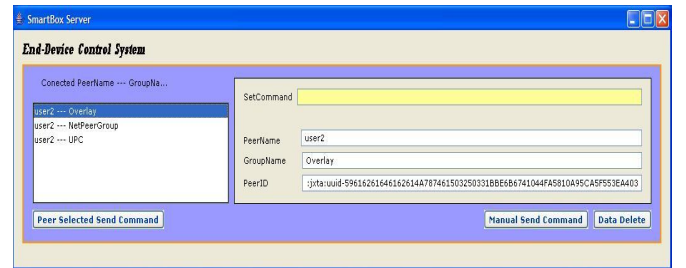 SmartBox Server
End-Device Control System
Conected PeerName --- GroupNa...
user2 --- Overlay
user2 --- NetPeerGroup
user2 --- UPC
SetCommand
PeerName user2
GroupName Overlay
PeerID :jxta:uuid-59616261646162614A787461503250331BBE6B6741044FA5810A95CA5F553EA403
Peer Selected Send Command
Manual Send Command
Data Delete